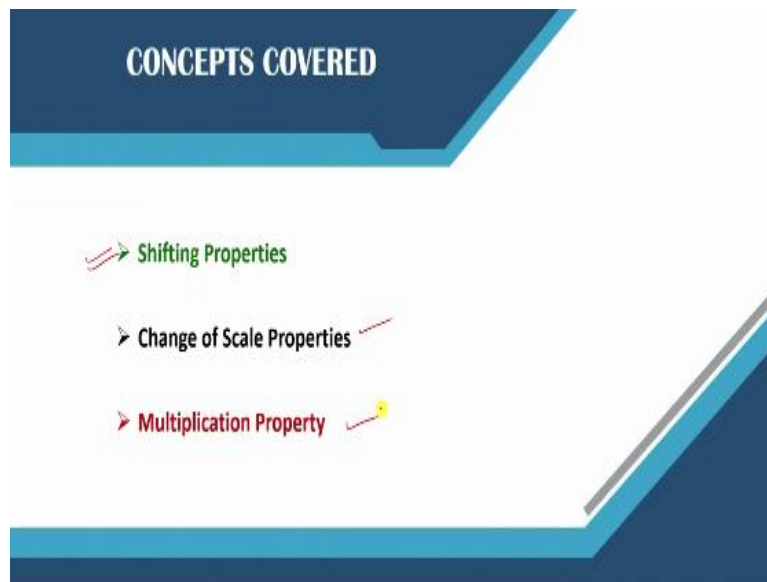 CONCEPTS COVERED
Shifting Properties
Change of Scale Properties
Multiplication Property